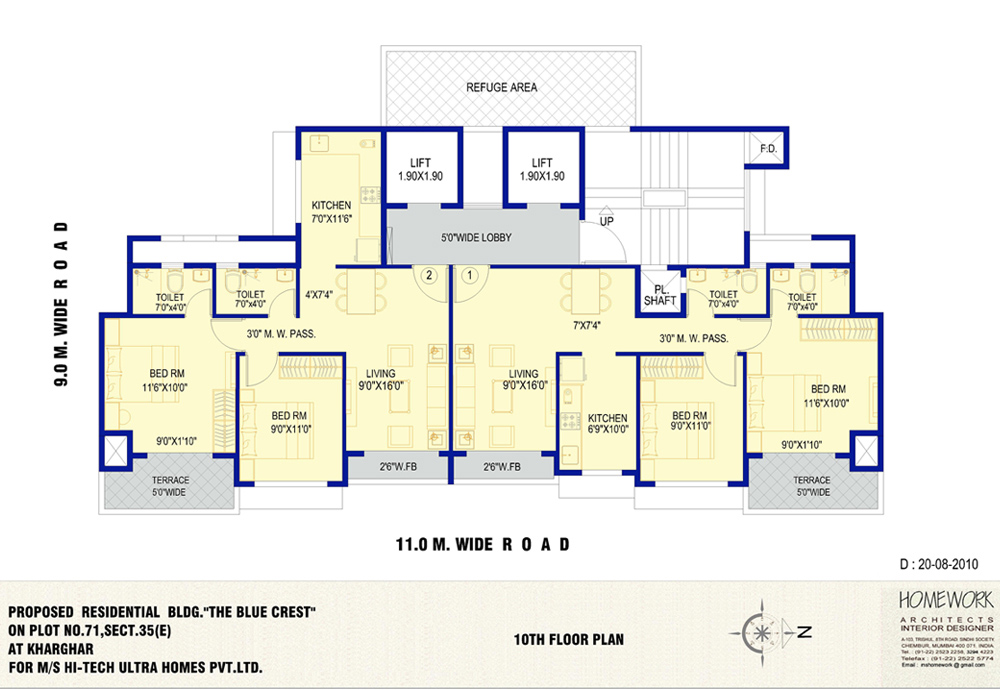 REFUGE AREA
F.D.
LIFT
1.90X1.90
LIFT
1.90X1.90
KITCHEN
7'0"X11'6"
UP
5'0"WIDE LOBBY
9.0 M. WIDE R O A D
2
1
TOILET
7'0"x4'0"
TOILET
7'0"x4'0"
4'X7'4"
PL.
SHAFT
TOILET
7'0"x4'0"
TOILET
7'0"x4'0"
7'X7'4"
3'0" M. W. PASS.
3'0" M. W. PASS.
BED RM
11'6"X10'0"
LIVING
9'0"X16'0"
LIVING
9'0"X16'0"
BED RM
11'6"X10'0"
BED RM
9'0"X11'0"
KITCHEN
6'9"X10'0"
BED RM
9'0"X11'0"
9'0"X1'10"
9'0"X1'10"
2'6"W.FB
2'6"W.FB
TERRACE
5'0"WIDE
TERRACE
5'0"WIDE
11.0 M. WIDE R O A D
D : 20-08-2010
PROPOSED RESIDENTIAL BLDG."THE BLUE CREST"
ON PLOT NO.71,SECT.35(E)
AT KHARGHAR
FOR M/S HI-TECH ULTRA HOMES PVT.LTD.
10TH FLOOR PLAN
N
HOMEWORK
ARCHITECTS
INTERIOR DESIGNER
A-103, TRISHUL, 8TH ROAD, SINDHI SOCIETY
CHEMBUR, MUMBAI 400 071. INDIA
Tel. : (91-22) 2523 2258, 3294 4223
Telefax : (91-22) 2522 5774
Email : mshomework@gmail.com